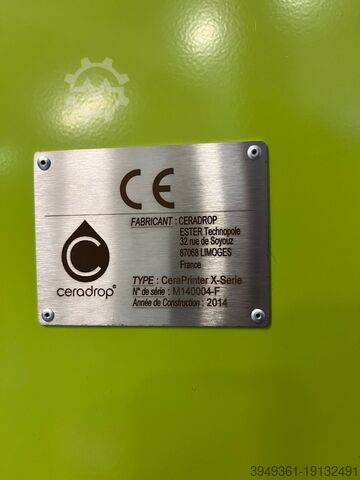 CE
FABRICANT : CERADROP
ESTER Technopole
32 rue de Soyouz
87068 LIMOGES
France
ceradrop®
TYPE : CeraPrinter X-Serie
N° de série : M140004-F
Année de Construction : 2014
3949361-19132491